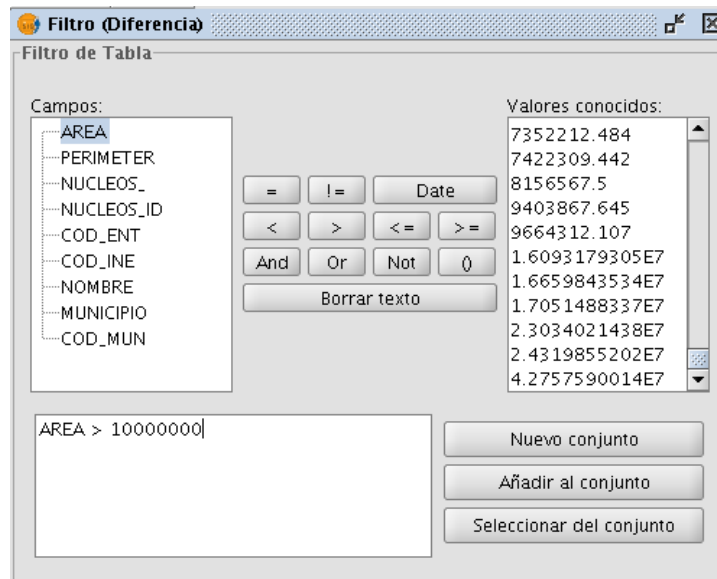 Filtro (Diferencia)
Filtro de Tabla
Campos:
AREA
PERIMETER
NUCLEOS_
NUCLEOS_ID
COD_ENT
COD_INE
NOMBRE
MUNICIPIO
COD_MUN
= != Date
< > <= >=
And Or Not ()
Borrar texto
Valores conocidos:
7352212.484
7422309.442
8156567.5
9403867.645
9664312.107
1.6093179305E7
1.6659843534E7
1.7051488337E7
2.3034021438E7
2.4319855202E7
4.2757590014E7
AREA > 10000000
Nuevo conjunto
Añadir al conjunto
Seleccionar del conjunto